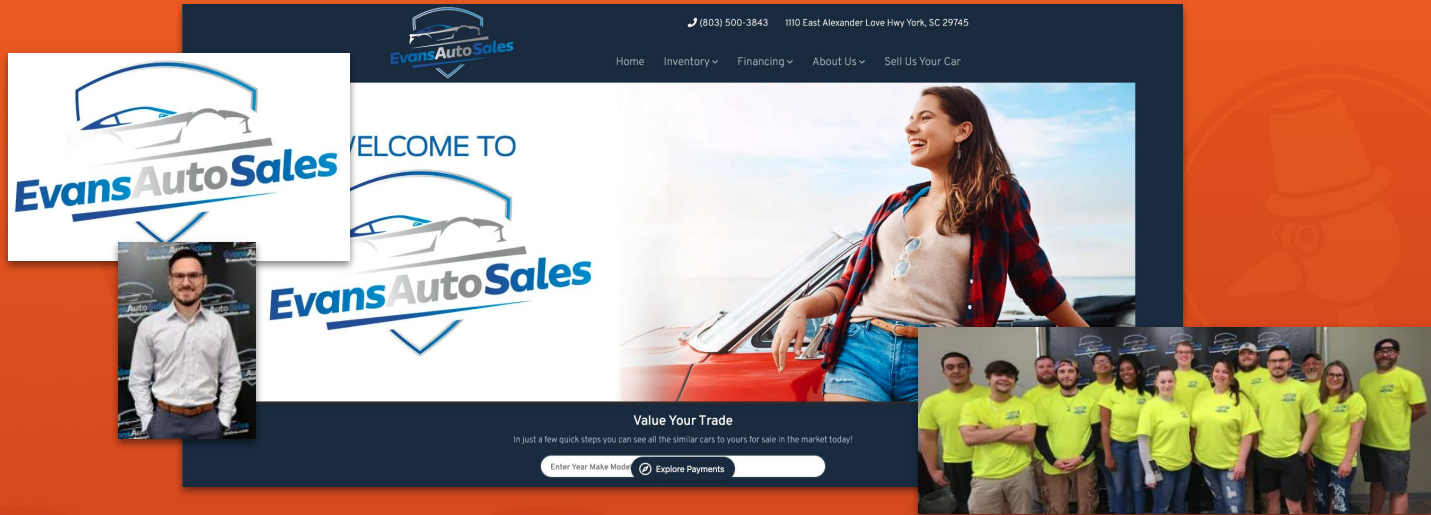 (803) 500-3843 1110 East Alexander Love Hwy York, SC 29745
EvansAutoSales
Home Inventory Financing About Us Sell Us Your Car
EvansAutoSales
TO
EvansAutoSales
Value Your Trade
In just a few quick steps you can see all the similar cars to yours for sale in the market today!
Enter Year Make Explore Payments